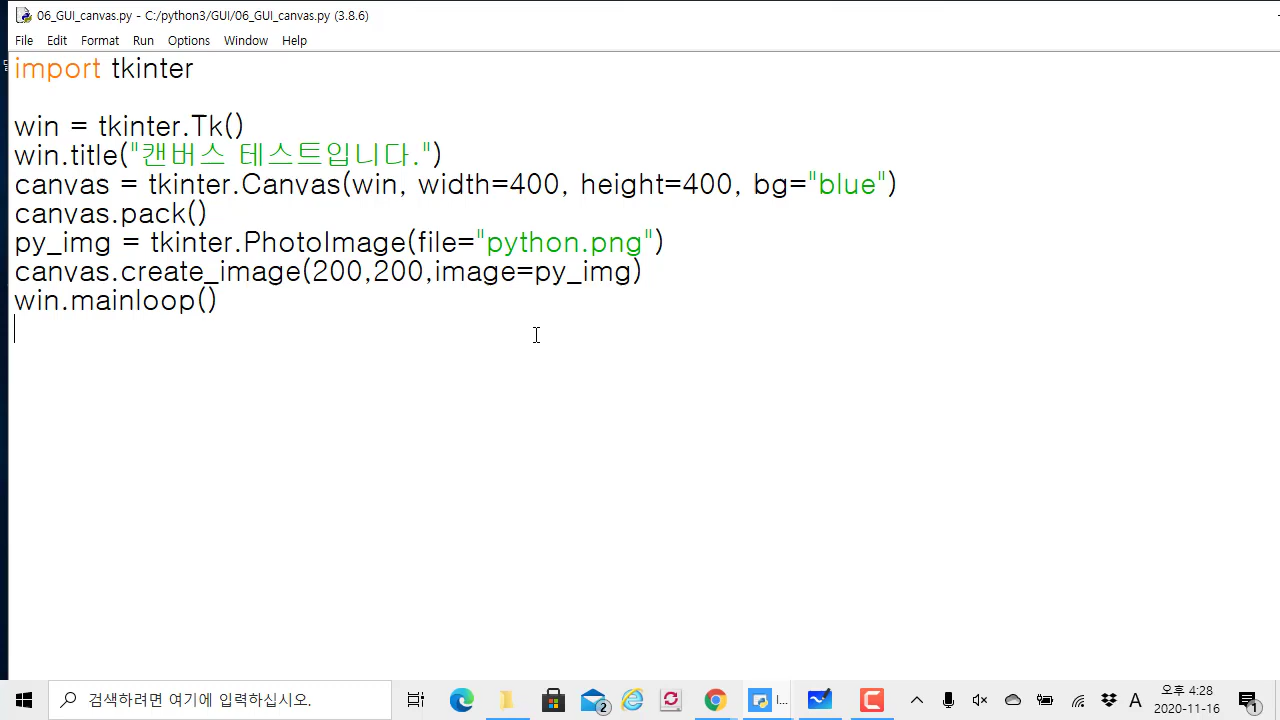 06_GUI_canvas.py - C:/python3/GUI/06_GUI_canvas.py (3.8.6)
File Edit Format Run Options Window Help
import tkinter
win = tkinter.Tk()
win.title("캔버스 테스트입니다.")
canvas = tkinter.Canvas(win, width=400, height=400, bg="blue")
canvas.pack()
py_img = tkinter.PhotoImage(file="python.png")
canvas.create_image(200,200,image=py_img)
win.mainloop()
검색하려면 여기에 입력하십시오.
2
I...
A
오후 4:28
2020-11-16
1